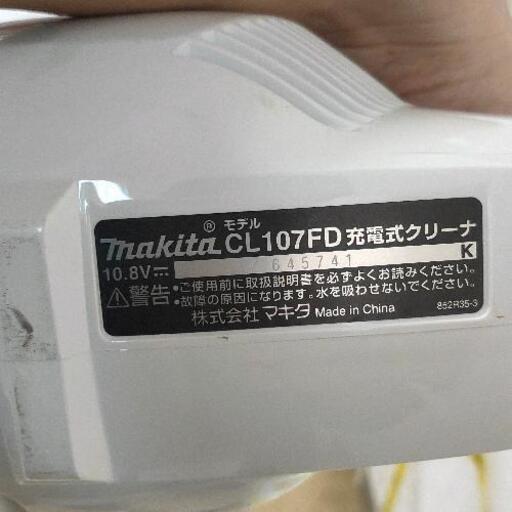 モデル
makita® CL107FD 充電式クリーナ
10.8V⎓ 645741 K
⚠警告 •ご使用前に取扱説明書を必ずよくお読みください。
•故障の原因になります。水を吸わせないでください。
株式会社マキタ Made in China 852R35-3